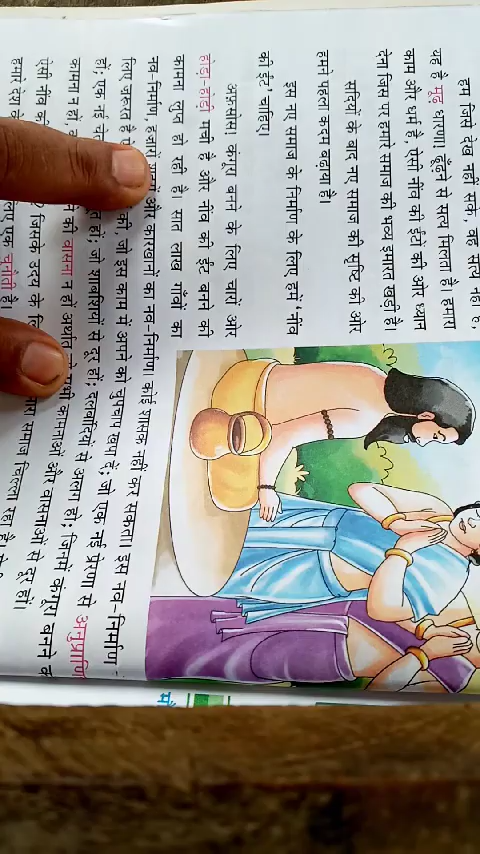 हम जिसे देख नहीं सके, वह सत्य नहीं है,
यह है मूढ़ धारणा। ढूँढ़ने से सत्य मिलता है। हमारा
काम और धर्म है, ऐसी नींव की ईंटों की ओर ध्यान
देना जिस पर हमारे समाज की भव्य इमारत खड़ी है।
सदियों के बाद नए समाज की सृष्टि की ओर
हमने पहला कदम बढ़ाया है।
इस नए समाज के निर्माण के लिए हमें 'नींव
की ईंट' चाहिए।
अफ़सोस! कंगूरा बनने के लिए चारों ओर
होड़ा-होड़ी मची है और नींव की ईंट बनने की
कामना लुप्त हो रही है। सात लाख गाँवों का
नव-निर्माण, हजारों और कारखानों का नव-निर्माण। कोई शासक नहीं कर सकता। इस नव-निर्माण
लिए ज़रूरत है की, जो इस काम में अपने को चुपचाप खपा दें; जो एक नई प्रेरणा से अनुप्राणि
हों; एक नई हों; जो शाबाशियों से दूर हों; दलबंदियों से अलग हों; जिनमें कंगूरा बनने क
कामना न हो की वासना न हो अर्थात कामनाओं और वासनाओं से दूर हों।
ऐसी नींव की जिसके उदय के लि समाज चिल्ला रहा है
हमारे देश के लिए एक चुनौती है।